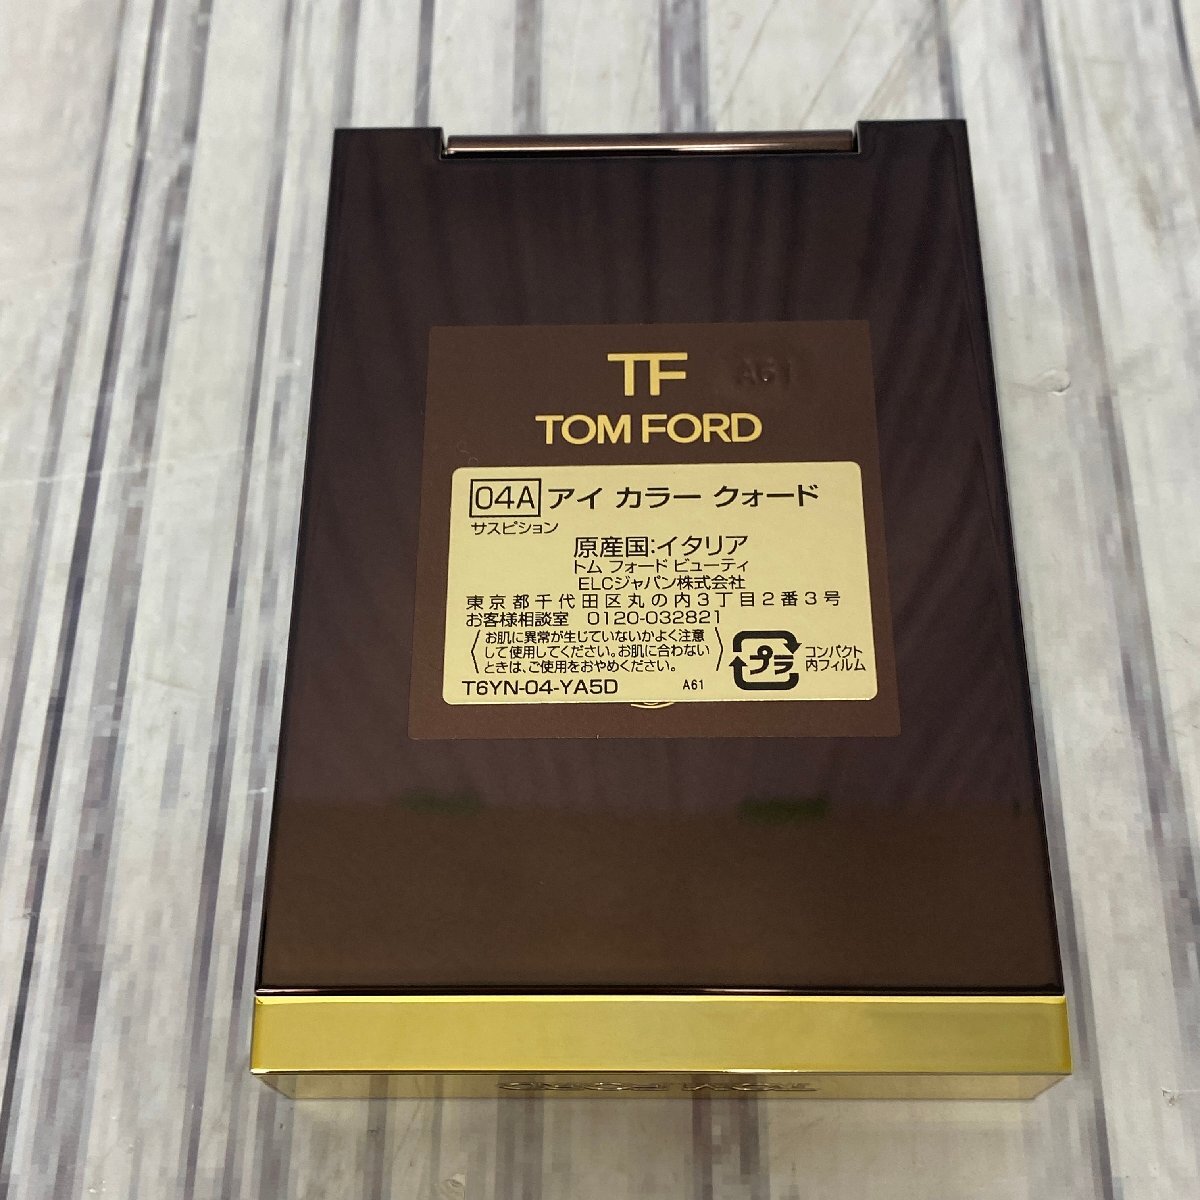 TF
A61
TOM FORD
04A アイ カラー クォード
サスピション
原産国:イタリア
トム フォード ビューティ
ELCジャパン株式会社
東京都千代田区丸の内3丁目2番3号
お客様相談室 0120-032821
お肌に異常が生じていないかよく注意
して使用してください。お肌に合わない
ときは、ご使用をおやめください。
プラ
コンパクト
内フィルム
T6YN-04-YA5D A61
TOM FORD